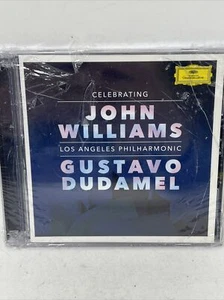 CELEBRATING
JOHN
WILLIAMS
LOS ANGELES PHILHARMONIC
GUSTAVO
DUDAMEL